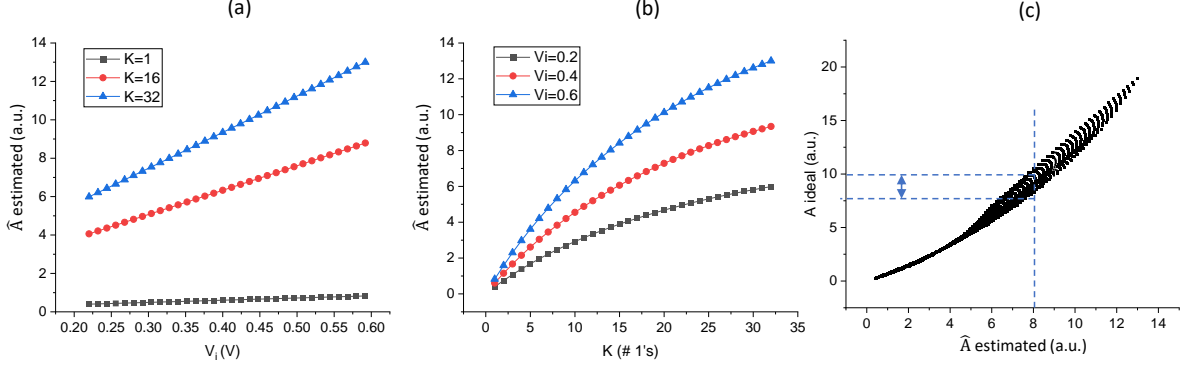 (a)
14
12
10
8
6
4
2
0
K=1
K=16
K=32
0.20 0.25 0.30 0.35 0.40 0.45 0.50 0.55 0.60
V_i (V)
Â estimated (a.u.)
(b)
14
12
10
8
6
4
2
0
Vi=0.2
Vi=0.4
Vi=0.6
0 5 10 15 20 25 30 35
K (# 1's)
Â estimated (a.u.)
(c)
20
15
10
5
0
0 2 4 6 8 10 12 14
Â estimated (a.u.)
A ideal (a.u.)